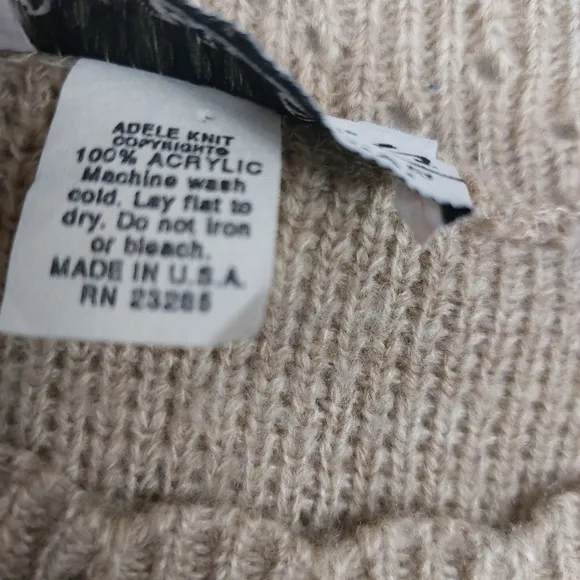 ADELE KNIT
COPYRIGHT©
100% ACRYLIC
Machine wash
cold. Lay flat to
dry. Do not iron
or bleach.
MADE IN U.S.A.
RN 23285